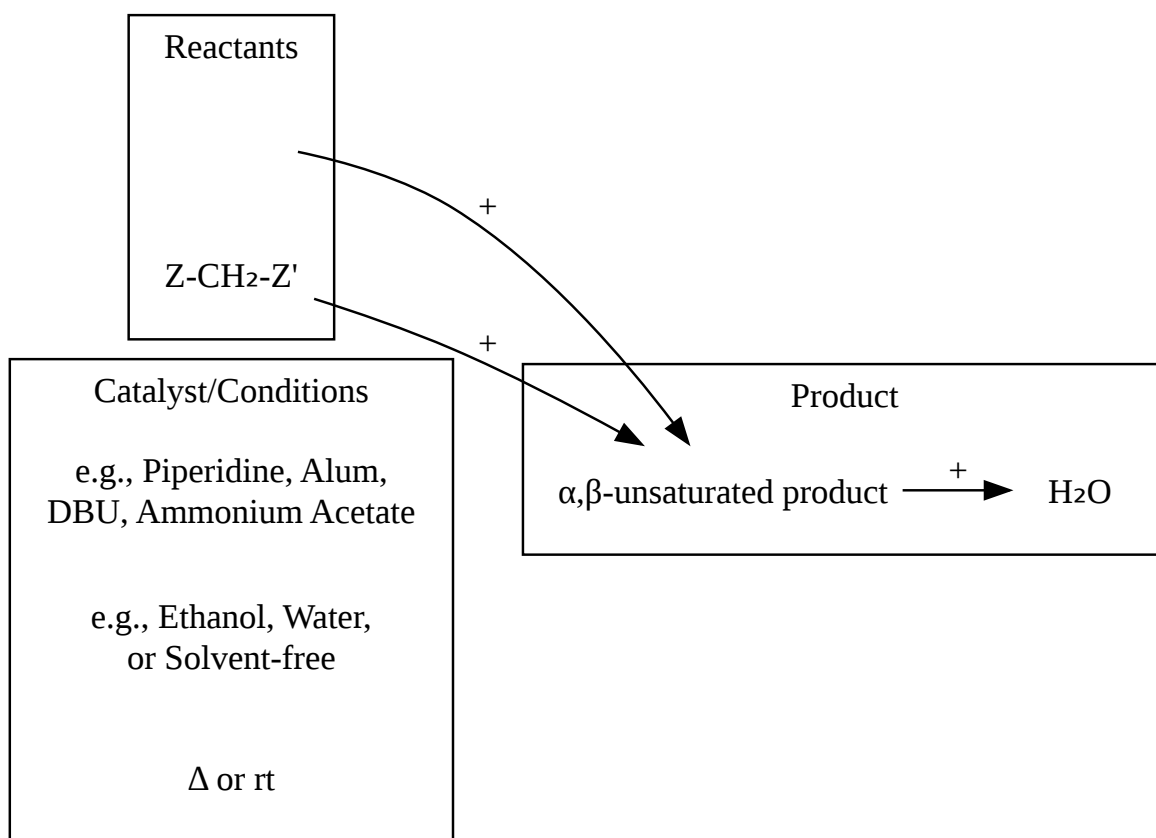 Reactants
+
Z-CH₂-Z'
+
Catalyst/Conditions
e.g., Piperidine, Alum,
DBU, Ammonium Acetate
e.g., Ethanol, Water,
or Solvent-free
Δ or rt
Product
α,β-unsaturated product + H₂O